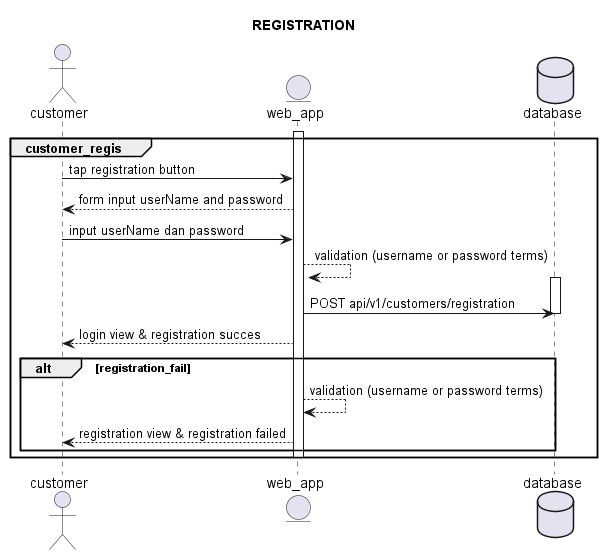 REGISTRATION
customer
web_app
database
customer_regis
tap registration button
form input userName and password
input userName dan password
validation (username or password terms)
POST api/v1/customers/registration
login view & registration succes
alt [registration_fail]
validation (username or password terms)
registration view & registration failed
customer
web_app
database